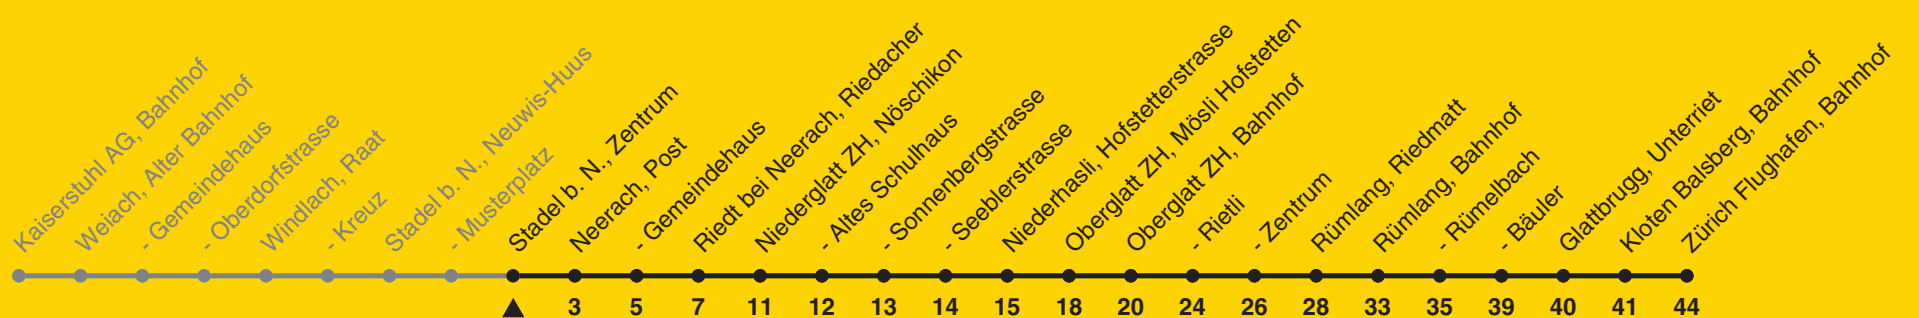 Kaiserstuhl AG, Bahnhof
Weiach, Alter Bahnhof
- Gemeindehaus
- Oberdorfstrasse
Windlach, Raat
- Kreuz
Stadel b. N., Neuwis-Huus
- Musterplatz
Stadel b. N., Zentrum
Neerach, Post
- Gemeindehaus
Riedt bei Neerach, Riedacher
Niederglatt ZH, Nöschikon
- Altes Schulhaus
- Sonnenbergstrasse
- Seeblerstrasse
Niederhasli, Hofstetterstrasse
Oberglatt ZH, Mösli Hofstetten
Oberglatt ZH, Bahnhof
- Rietli
- Zentrum
Rümlang, Riedmatt
Rümlang, Bahnhof
- Rümelbach
- Bäuler
Glattbrugg, Unterriet
Kloten Balsberg, Bahnhof
Zürich Flughafen, Bahnhof
3 5 7 11 12 13 14 15 18 20 24 26 28 33 35 39 40 41 44